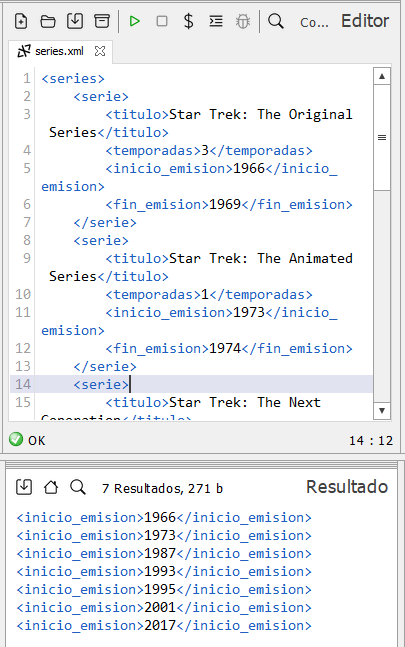 Co... Editor
series.xml
1 <series>
2 <serie>
3 <titulo>Star Trek: The Original
Series</titulo>
4 <temporadas>3</temporadas>
5 <inicio_emision>1966</inicio_
emision>
6 <fin_emision>1969</fin_emision>
7 </serie>
8 <serie>
9 <titulo>Star Trek: The Animated
Series</titulo>
10 <temporadas>1</temporadas>
11 <inicio_emision>1973</inicio_
emision>
12 <fin_emision>1974</fin_emision>
13 </serie>
14 <serie>
15 <titulo>Star Trek: The Next
Generation</titulo>
OK 14 : 12
7 Resultados, 271 b Resultado
<inicio_emision>1966</inicio_emision>
<inicio_emision>1973</inicio_emision>
<inicio_emision>1987</inicio_emision>
<inicio_emision>1993</inicio_emision>
<inicio_emision>1995</inicio_emision>
<inicio_emision>2001</inicio_emision>
<inicio_emision>2017</inicio_emision>